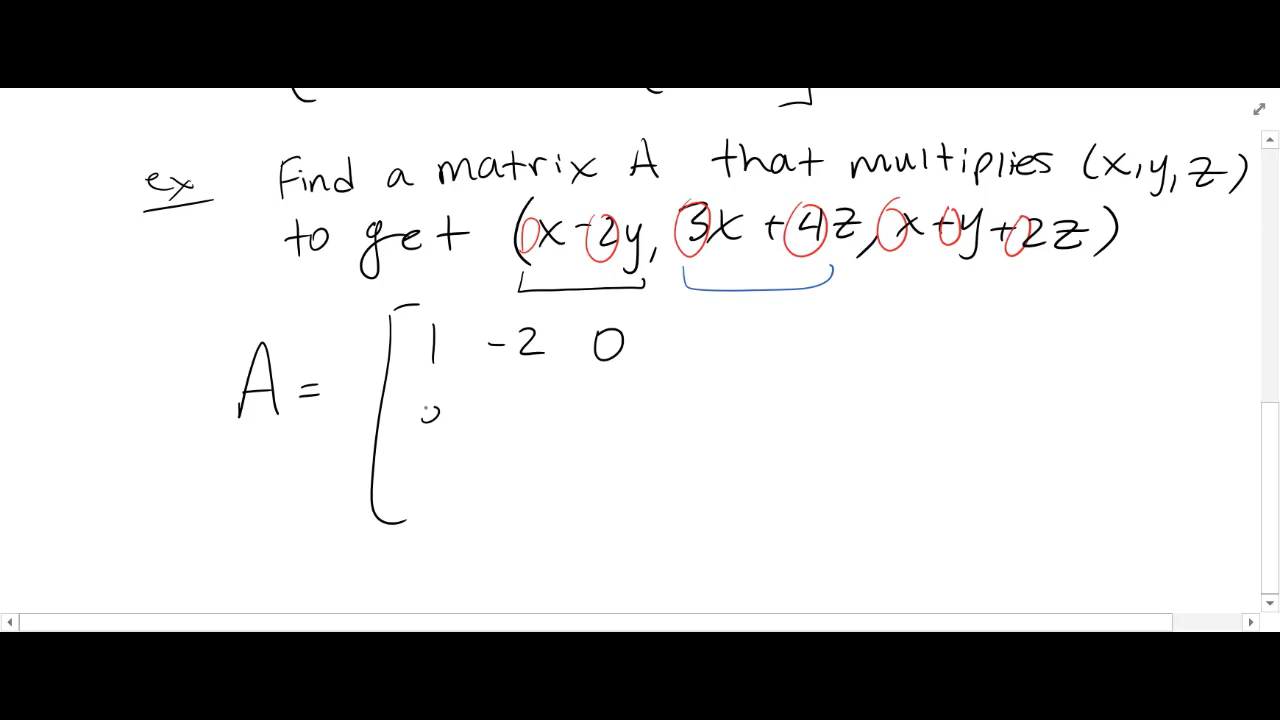 ex Find a matrix A that multiplies (x,y,z)
to get (x-2y, 3x+4z, x+y+2z)
A = [ 1 -2 0